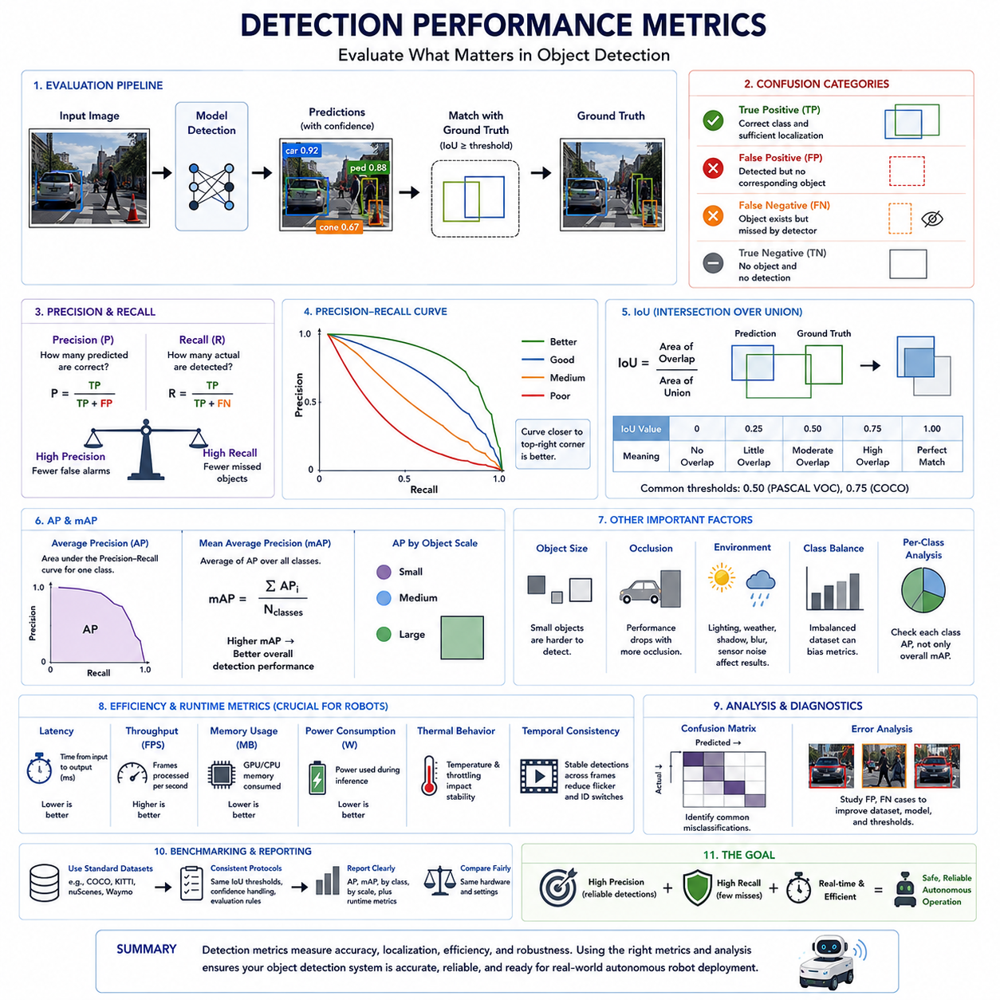 DETECTION PERFORMANCE METRICS
Evaluate What Matters in Object Detection
1. EVALUATION PIPELINE
Input Image
Model
Detection
Predictions
(with confidence)
car 0.92
ped 0.88
cone 0.67
Match with
Ground Truth
(IoU ≥ threshold)
Ground Truth
2. CONFUSION CATEGORIES
True Positive (TP)
Correct class and
sufficient localization
False Positive (FP)
Detected but no
corresponding object
False Negative (FN)
Object exists but
missed by detector
True Negative (TN)
No object and
no detection
3. PRECISION & RECALL
Precision (P)
How many predicted
are correct?
P = TP
TP + FP
Recall (R)
How many actual
are detected?
R = TP
TP + FN
High Precision
Fewer false alarms
High Recall
Fewer missed
objects
4. PRECISION–RECALL CURVE
Precision
1.0
0.5
0
0
0.5
1.0
Recall
Better
Good
Medium
Poor
Curve closer to
top-right corner
is better.
5. IoU (INTERSECTION OVER UNION)
IoU =
Area of
Overlap
Area of
Union
Prediction
Ground Truth
IoU Value 0 0.25 0.50 0.75 1.00
Meaning
No
Overlap
Little
Overlap
Moderate
Overlap
High
Overlap
Perfect
Match
Common thresholds: 0.50 (PASCAL VOC), 0.75 (COCO)
6. AP & mAP
Average Precision (AP)
Area under the Precision–Recall
curve for one class.
1.0
Precision
AP
0
0
1.0
Recall
Mean Average Precision (mAP)
Average of AP over all classes.
mAP = Σ APi
Nclasses
Higher mAP →
Better overall
detection performance
AP by Object Scale
Small
Medium
Large
7. OTHER IMPORTANT FACTORS
Object Size
Small objects
are harder to
detect.
Occlusion
Performance
drops with
more occlusion.
Environment
Lighting, weather,
shadow, blur,
sensor noise
affect results.
Class Balance
Imbalanced
dataset can
bias metrics.
Per-Class
Analysis
Check each class
AP, not only
overall mAP.
8. EFFICIENCY & RUNTIME METRICS (CRUCIAL FOR ROBOTS)
Latency
Time from input
to output
(ms)
Lower is
better
Throughput
(FPS)
Frames
processed
per second
Higher is
better
Memory Usage
(MB)
GPU/CPU
memory
consumed
Lower is
better
Power Consumption
(W)
Power used during
inference
Lower is
better
Thermal Behavior
Temperature &
throttling
impact
stability
Temporal Consistency
Stable detections
across frames
reduce flicker
and ID switches
9. ANALYSIS & DIAGNOSTICS
Confusion Matrix
Predicted →
Actual ↓
Identify common
misclassifications.
Error Analysis
Study FP, FN cases to
improve dataset, model,
and thresholds.
10. BENCHMARKING & REPORTING
Use Standard Datasets
e.g., COCO, KITTI,
nuScenes, Waymo
Consistent Protocols
Same IoU thresholds,
confidence handling,
evaluation rules
Report Clearly
AP, mAP, by class,
by scale, plus
runtime metrics
Compare Fairly
Same hardware
and settings
11. THE GOAL
High Precision
(reliable detections)
+
High Recall
(few misses)
+
Real-time &
Efficient
=
Safe, Reliable
Autonomous
Operation
SUMMARY
Detection metrics measure accuracy, localization, efficiency, and robustness. Using the right metrics and analysis
ensures your object detection system is accurate, reliable, and ready for real-world autonomous robot deployment.